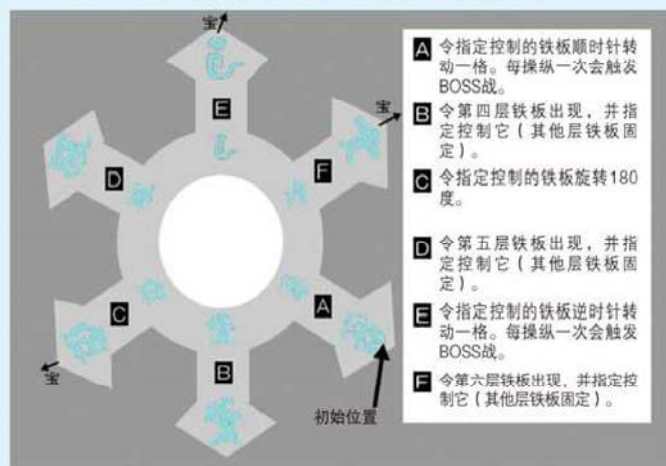 宝
宝
E
F
D
C
A
B
宝
初始位置
A 令指定控制的铁板顺时针转
动一格。每操纵一次会触发
BOSS战。
B 令第四层铁板出现，并指
定控制它（其他层铁板固
定）。
C 令指定控制的铁板旋转180
度。
D 令第五层铁板出现，并指
定控制它（其他层铁板固
定）。
E 令指定控制的铁板逆时针转
动一格。每操纵一次会触发
BOSS战。
F 令第六层铁板出现，并指定控
制它（其他层铁板固定）。